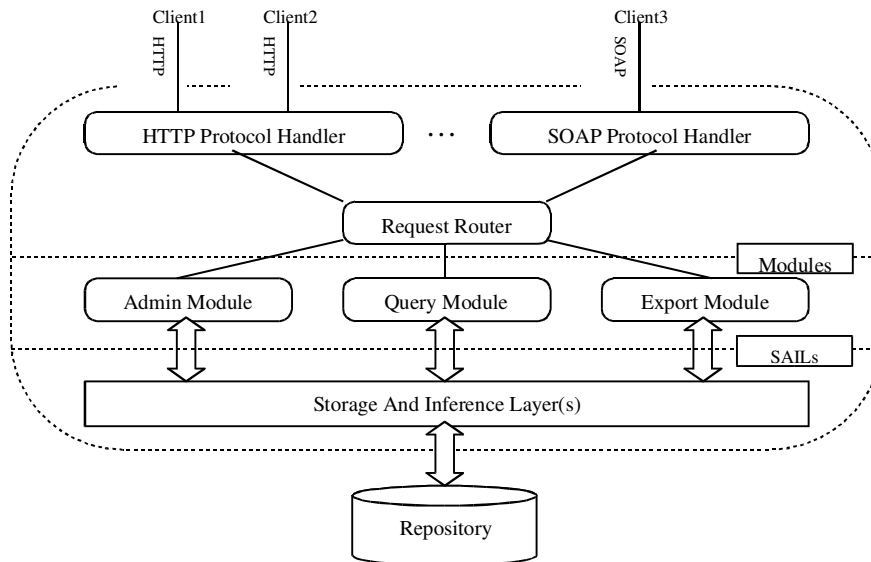 Client1
Client2
Client3
HTTP
HTTP
SOAP
HTTP Protocol Handler
...
SOAP Protocol Handler
Request Router
Modules
Admin Module
Query Module
Export Module
SAILs
Storage And Inference Layer(s)
Repository